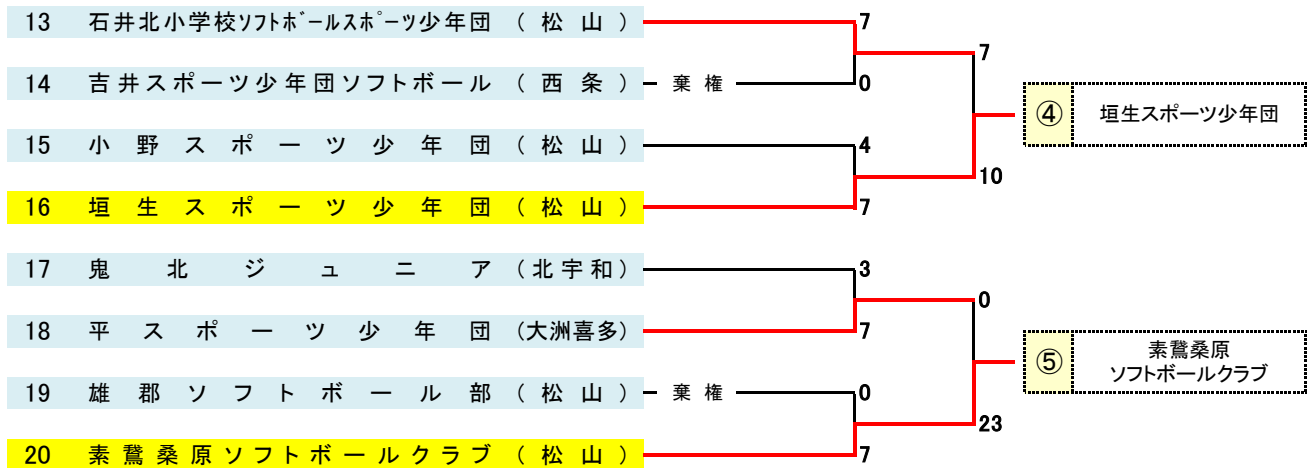 13 石井北小学校ソフトボールスポーツ少年団 (松山) 7
7
14 吉井スポーツ少年団ソフトボール (西条) 棄権 0
④ 垣生スポーツ少年団
15 小野スポーツ少年団 (松山) 4
10
16 垣生スポーツ少年団 (松山) 7
17 鬼北ジュニア (北宇和) 3
0
18 平スポーツ少年団 (大洲喜多) 7
⑤ 素鵞桑原
ソフトボールクラブ
19 雄郡ソフトボール部 (松山) 棄権 0
23
20 素鵞桑原ソフトボールクラブ (松山) 7